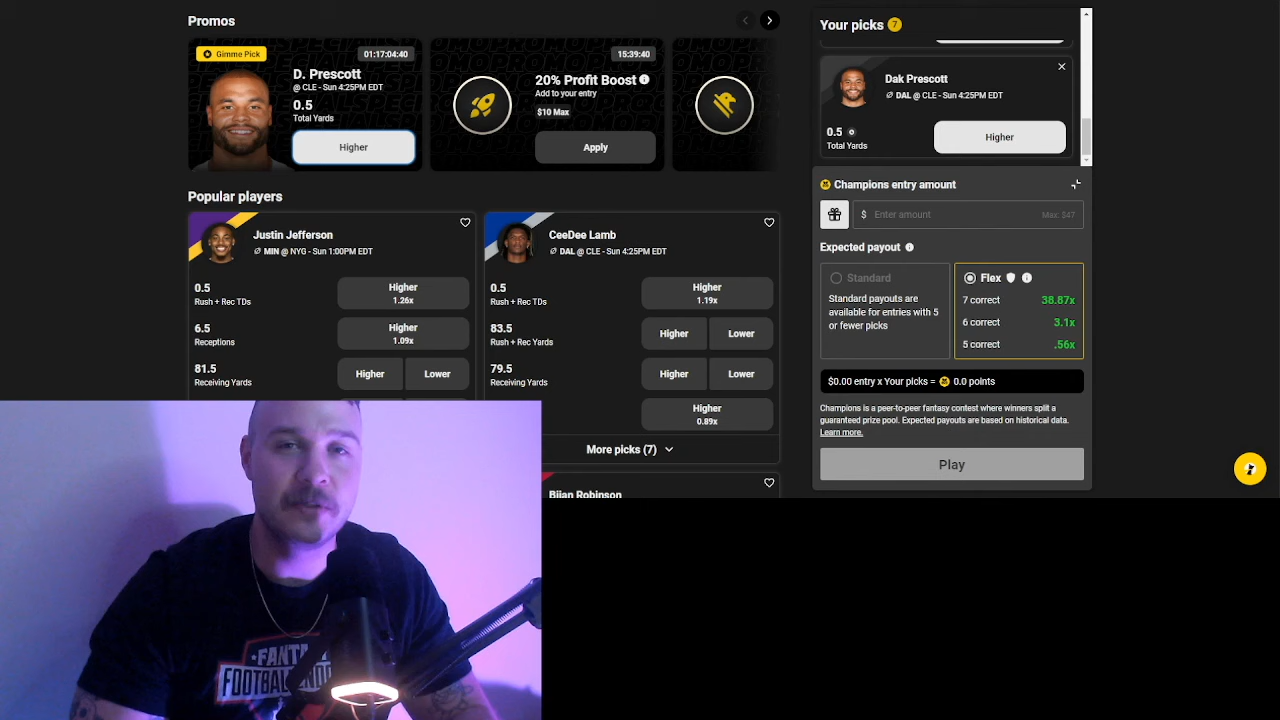 Promos
Gimme Pick
01:17:04:40
D. Prescott
@ CLE - Sun 4:25PM EDT
0.5
Total Yards
Higher
15:39:40
20% Profit Boost
Add to your entry
$10 Max
Apply
Popular players
Justin Jefferson
MIN @ NYG - Sun 1:00PM EDT
0.5
Rush + Rec TDs
Higher
1.26x
6.5
Receptions
Higher
1.09x
81.5
Receiving Yards
Higher
Lower
CeeDee Lamb
DAL @ CLE - Sun 4:25PM EDT
0.5
Rush + Rec TDs
Higher
1.19x
83.5
Rush + Rec Yards
Higher
Lower
79.5
Receiving Yards
Higher
Lower
Higher
0.89x
More picks (7)
Bijan Robinson
Your picks 7
Dak Prescott
DAL @ CLE - Sun 4:25PM EDT
0.5
Total Yards
Higher
Champions entry amount
$ Enter amount
Max: $47
Expected payout
Standard
Standard payouts are
available for entries with 5
or fewer picks
Flex
7 correct 38.87x
6 correct 3.1x
5 correct .56x
$0.00 entry x Your picks = 0.0 points
Champions is a peer-to-peer fantasy contest where winners split a
guaranteed prize pool. Expected payouts are based on historical data.
Learn more.
Play